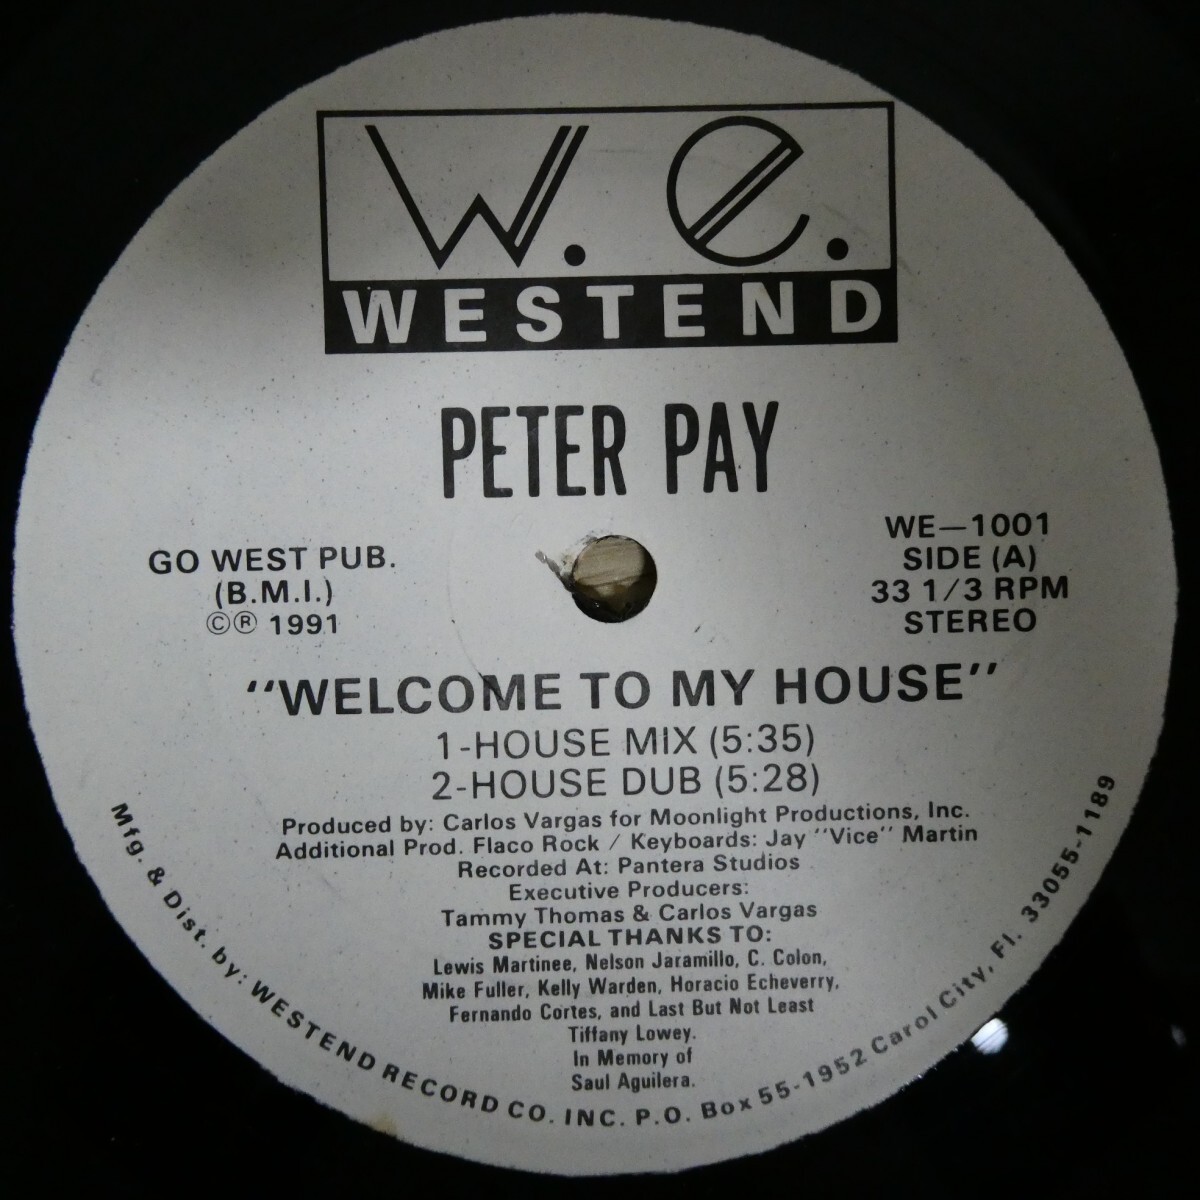 W. e.
WESTEND
PETER PAY
GO WEST PUB.
(B.M.I.)
©® 1991
WE—1001
SIDE (A)
33 1/3 RPM
STEREO
"WELCOME TO MY HOUSE"
1-HOUSE MIX (5:35)
2-HOUSE DUB (5:28)
Produced by: Carlos Vargas for Moonlight Productions, Inc.
Additional Prod. Flaco Rock / Keyboards: Jay "Vice" Martin
Recorded At: Pantera Studios
Executive Producers:
Tammy Thomas & Carlos Vargas
SPECIAL THANKS TO:
Lewis Martinee, Nelson Jaramillo, C. Colon,
Mike Fuller, Kelly Warden, Horacio Echeverry,
Fernando Cortes, and Last But Not Least
Tiffany Lowey.
In Memory of
Saul Aguilera.
Mfg. & Dist. by: WESTEND RECORD CO. INC. P.O. Box 55-1952 Carol City, Fl. 33055-1189